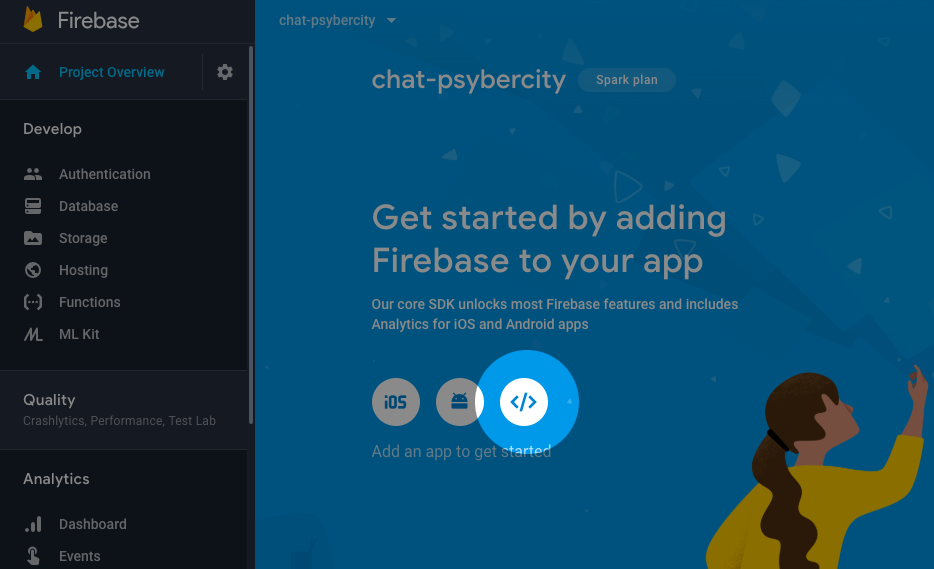 Firebase
Project Overview
Develop
Authentication
Database
Storage
Hosting
Functions
ML Kit
Quality
Crashlytics, Performance, Test Lab
Analytics
Dashboard
Events
chat-psybercity
chat-psybercity Spark plan
Get started by adding
Firebase to your app
Our core SDK unlocks most Firebase features and includes
Analytics for iOS and Android apps
iOS </>
Add an app to get started